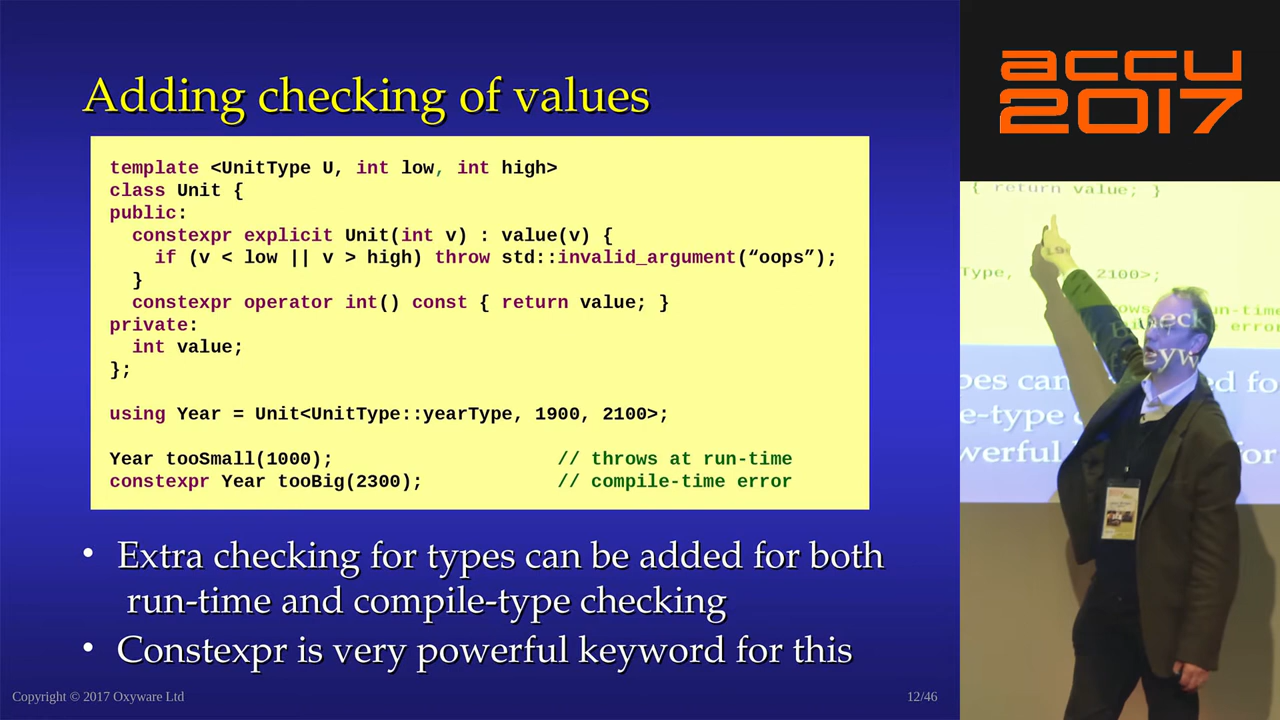 Adding checking of values
template <UnitType U, int low, int high>
class Unit {
public:
constexpr explicit Unit(int v) : value(v) {
if (v < low || v > high) throw std::invalid_argument(“oops”);
}
constexpr operator int() const { return value; }
private:
int value;
};
using Year = Unit<UnitType::yearType, 1900, 2100>;
Year tooSmall(1000); // throws at run-time
constexpr Year tooBig(2300); // compile-time error
• Extra checking for types can be added for both
run-time and compile-type checking
• Constexpr is very powerful keyword for this
Copyright © 2017 Oxyware Ltd
12/46
accu
2017
{ return value; }
Type, 2100>;